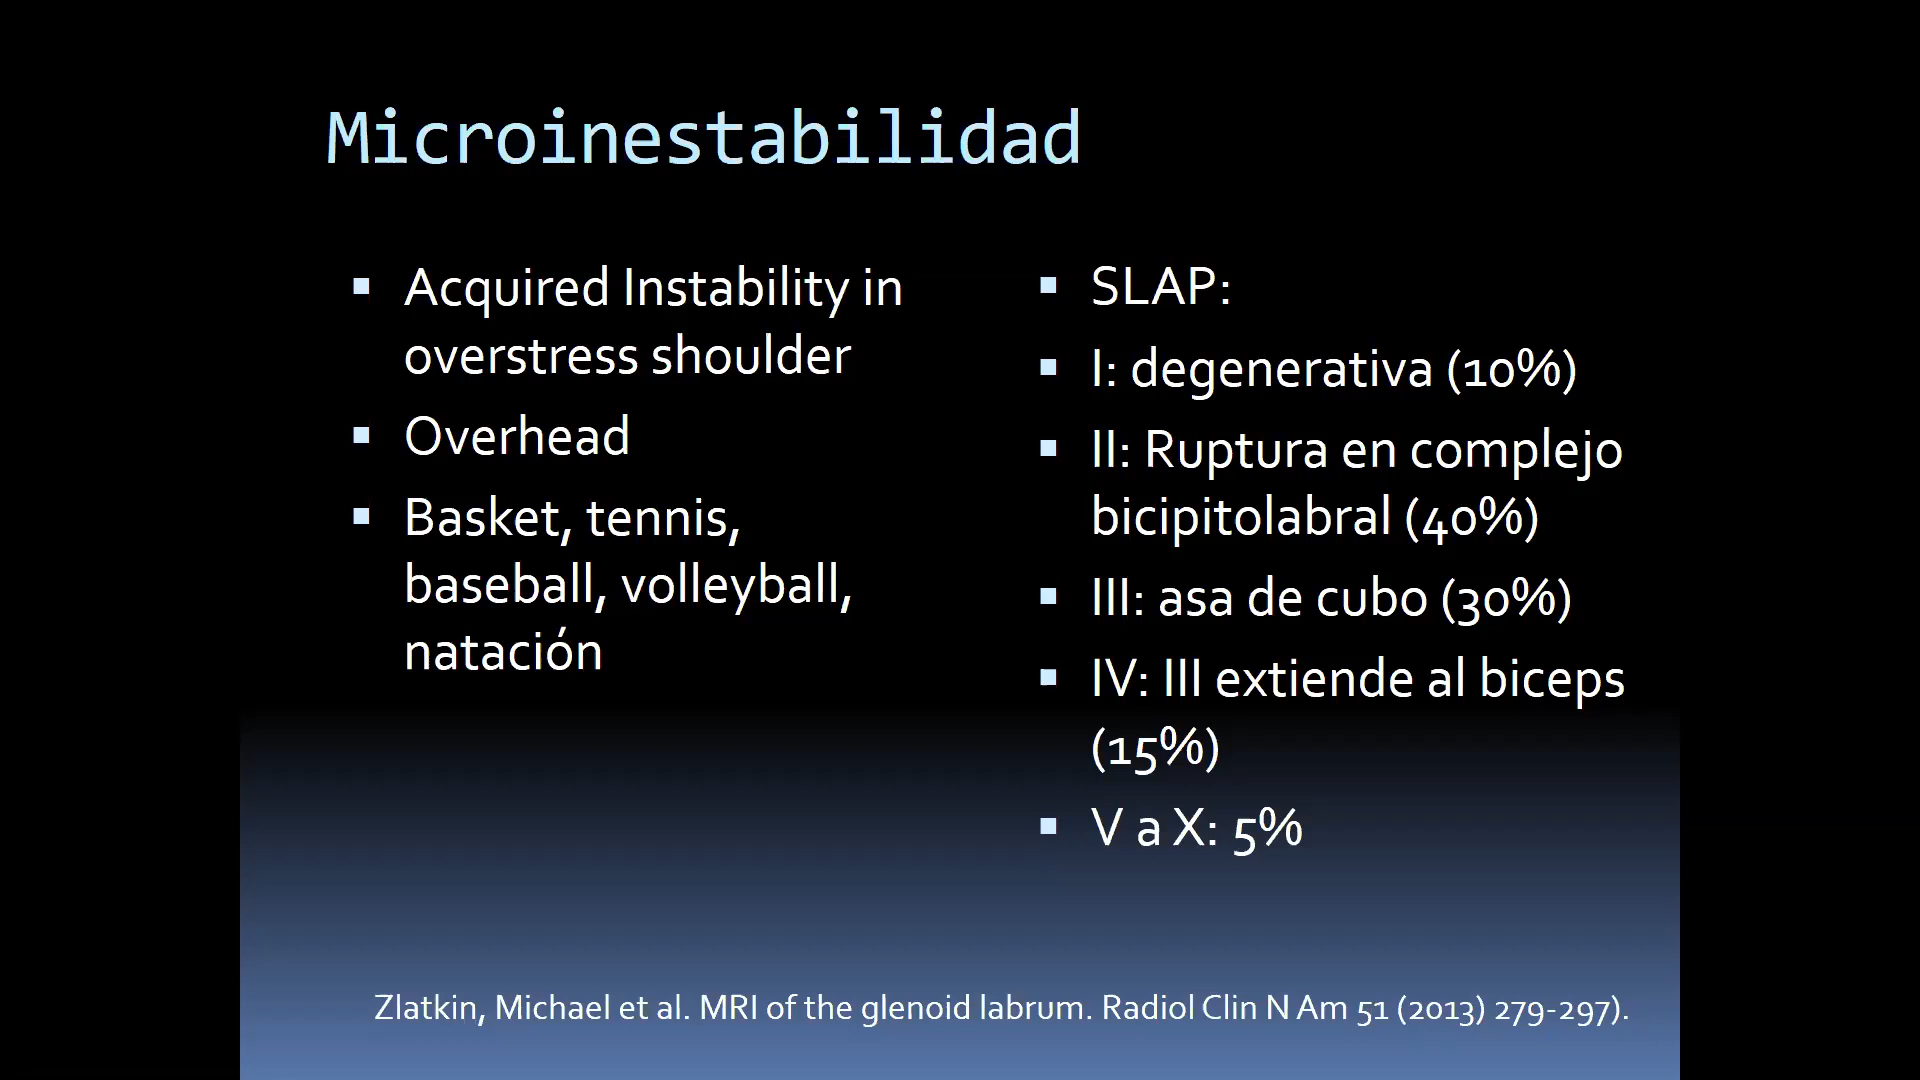 Microinestabilidad
▪ Acquired Instability in
overstress shoulder
▪ Overhead
▪ Basket, tennis,
baseball, volleyball,
natación
▪ SLAP:
▪ I: degenerativa (10%)
▪ II: Ruptura en complejo
bicipitolabral (40%)
▪ III: asa de cubo (30%)
▪ IV: III extiende al biceps
(15%)
▪ V a X: 5%
Zlatkin, Michael et al. MRI of the glenoid labrum. Radiol Clin N Am 51 (2013) 279-297).